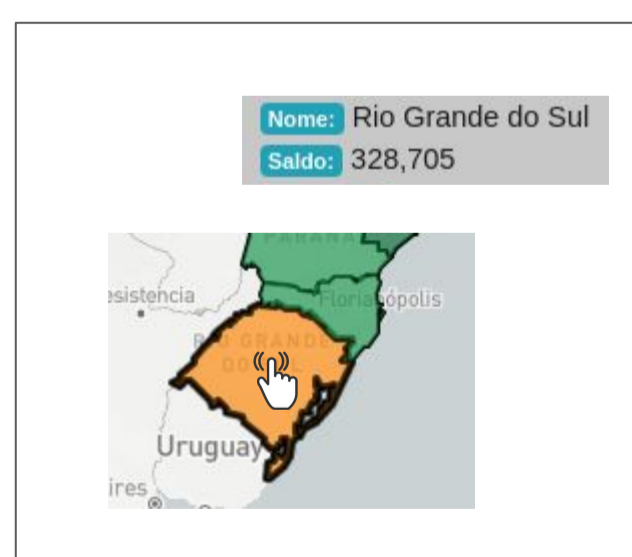 Nome: Rio Grande do Sul
Saldo: 328,705
PARANÁ
esistencia
Florianópolis
RIO GRANDE
DO SUL
Uruguay
ires